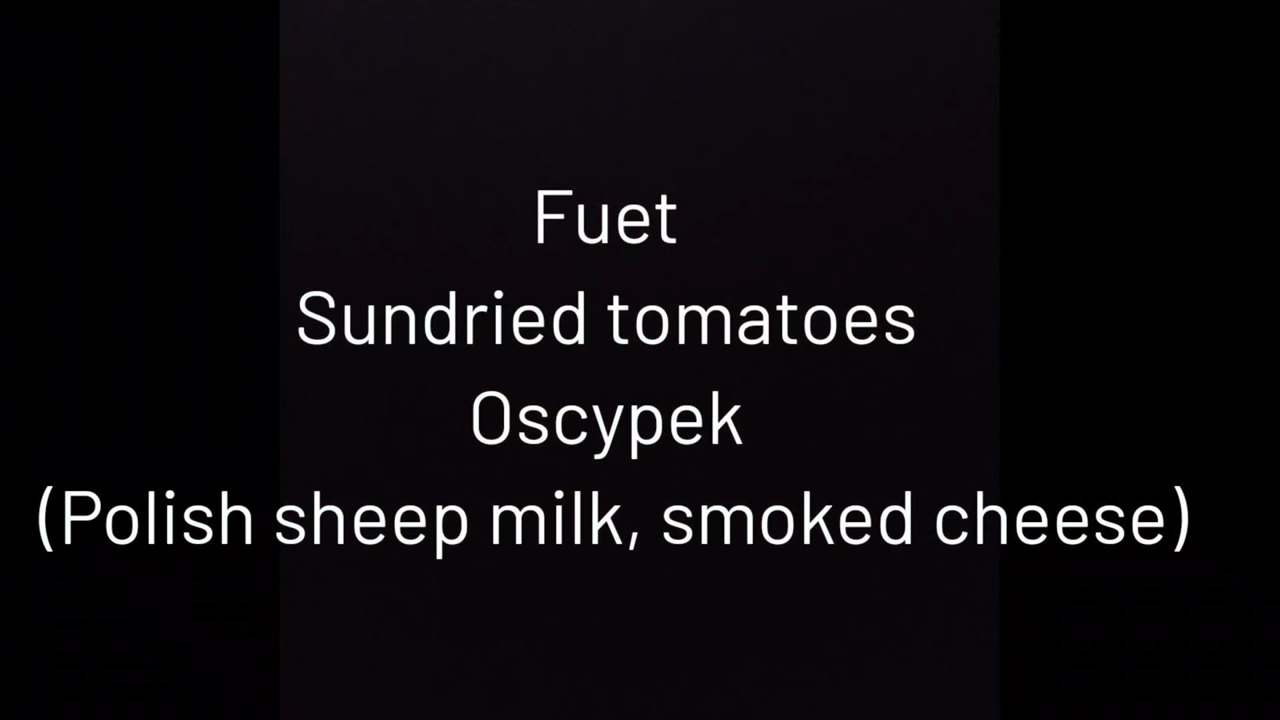 Fuet
Sundried tomatoes
Oscypek
(Polish sheep milk, smoked cheese)